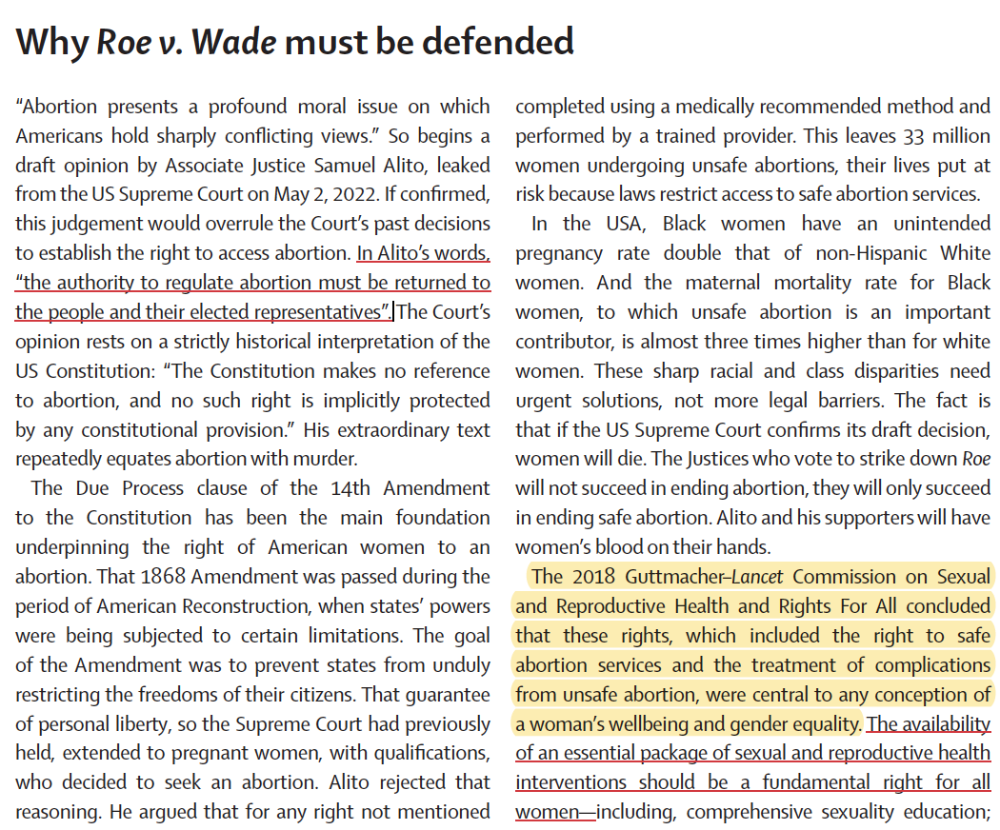 Why Roe v. Wade must be defended
“Abortion presents a profound moral issue on which
Americans hold sharply conflicting views.” So begins a
draft opinion by Associate Justice Samuel Alito, leaked
from the US Supreme Court on May 2, 2022. If confirmed,
this judgement would overrule the Court’s past decisions
to establish the right to access abortion. In Alito’s words,
“the authority to regulate abortion must be returned to
the people and their elected representatives”. The Court’s
opinion rests on a strictly historical interpretation of the
US Constitution: “The Constitution makes no reference
to abortion, and no such right is implicitly protected
by any constitutional provision.” His extraordinary text
repeatedly equates abortion with murder.
The Due Process clause of the 14th Amendment
to the Constitution has been the main foundation
underpinning the right of American women to an
abortion. That 1868 Amendment was passed during the
period of American Reconstruction, when states’ powers
were being subjected to certain limitations. The goal
of the Amendment was to prevent states from unduly
restricting the freedoms of their citizens. That guarantee
of personal liberty, so the Supreme Court had previously
held, extended to pregnant women, with qualifications,
who decided to seek an abortion. Alito rejected that
reasoning. He argued that for any right not mentioned
completed using a medically recommended method and
performed by a trained provider. This leaves 33 million
women undergoing unsafe abortions, their lives put at
risk because laws restrict access to safe abortion services.
In the USA, Black women have an unintended
pregnancy rate double that of non-Hispanic White
women. And the maternal mortality rate for Black
women, to which unsafe abortion is an important
contributor, is almost three times higher than for white
women. These sharp racial and class disparities need
urgent solutions, not more legal barriers. The fact is
that if the US Supreme Court confirms its draft decision,
women will die. The Justices who vote to strike down Roe
will not succeed in ending abortion, they will only succeed
in ending safe abortion. Alito and his supporters will have
women’s blood on their hands.
The 2018 Guttmacher–Lancet Commission on Sexual
and Reproductive Health and Rights For All concluded
that these rights, which included the right to safe
abortion services and the treatment of complications
from unsafe abortion, were central to any conception of
a woman’s wellbeing and gender equality. The availability
of an essential package of sexual and reproductive health
interventions should be a fundamental right for all
women—including, comprehensive sexuality education;